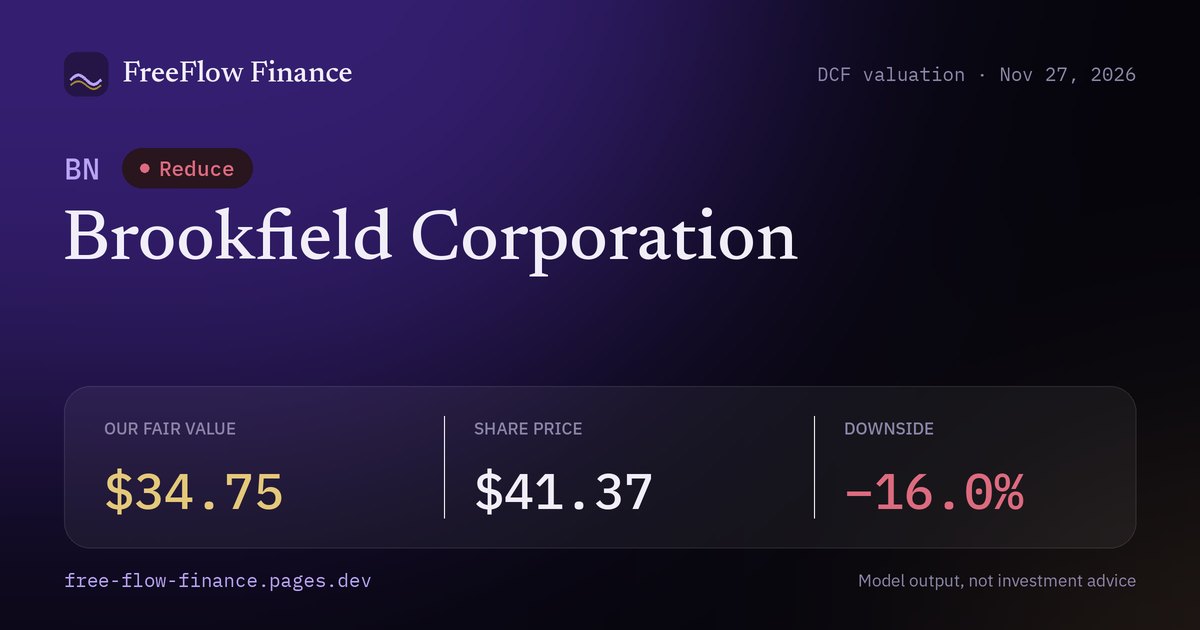 FreeFlow Finance
DCF valuation · Nov 27, 2026
BN
Reduce
Brookfield Corporation
OUR FAIR VALUE
$34.75
SHARE PRICE
$41.37
DOWNSIDE
−16.0%
free-flow-finance.pages.dev
Model output, not investment advice